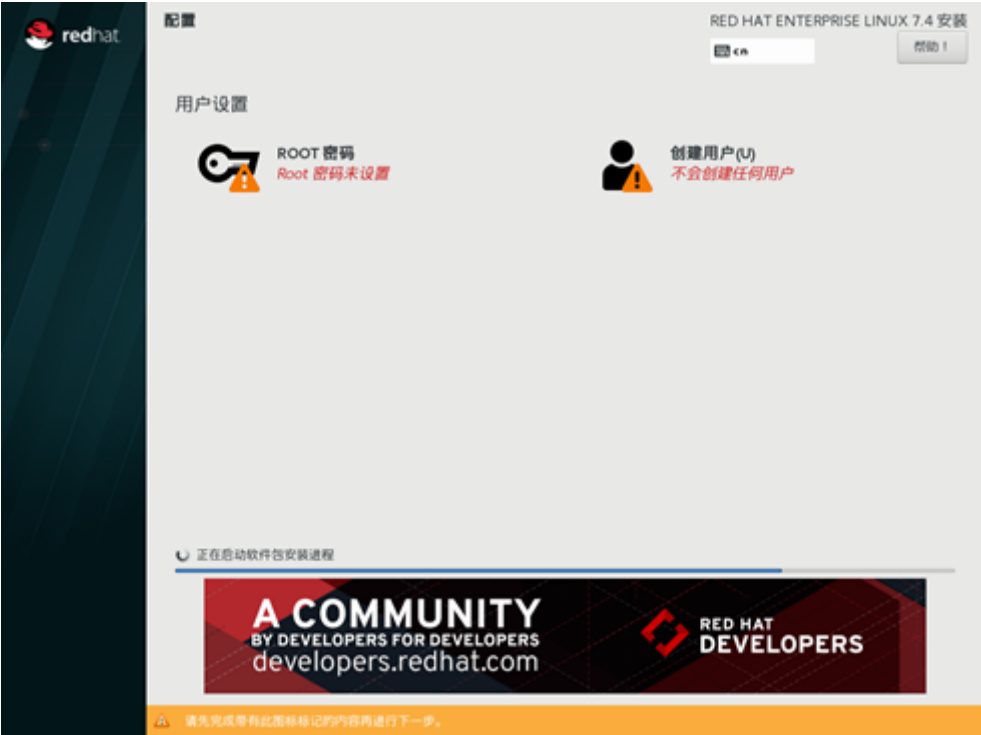 redhat
配置
RED HAT ENTERPRISE LINUX 7.4 安装
cn
帮助！
用户设置
ROOT 密码
Root 密码未设置
创建用户(U)
不会创建任何用户
正在启动软件包安装进程
A COMMUNITY
BY DEVELOPERS FOR DEVELOPERS
developers.redhat.com
RED HAT
DEVELOPERS
请先完成带有此图标标记的内容再进行下一步。